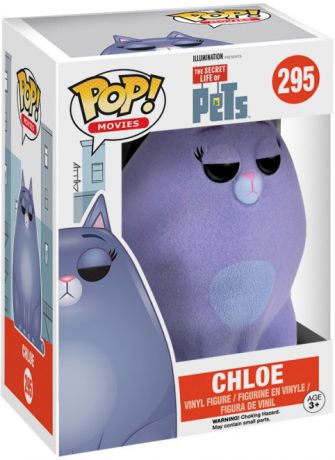 ILLUMINATION PRESENTS
THE SECRET LIFE OF
PETS
295
POP!
MOVIES
CHLOE
VINYL FIGURE / FIGURINE EN VINYLE /
FIGURA DE VINIL
WARNING! Choking Hazard.
May contain small parts.
AGE
3+
CHLOE
295